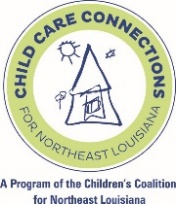 CHILD CARE CONNECTIONS
FOR NORTHEAST LOUISIANA
A Program of the Children's Coalition
for Northeast Louisiana